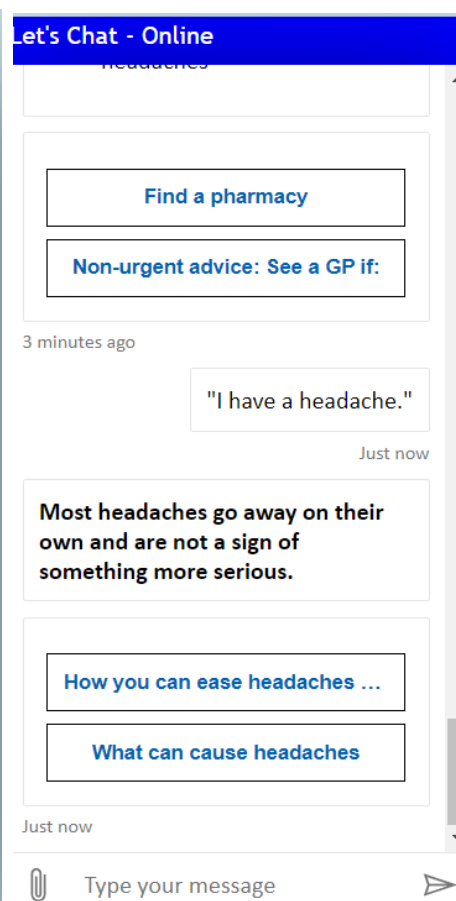 Let's Chat - Online
headaches
Find a pharmacy
Non-urgent advice: See a GP if:
3 minutes ago
"I have a headache."
Just now
Most headaches go away on their
own and are not a sign of
something more serious.
How you can ease headaches ...
What can cause headaches
Just now
Type your message